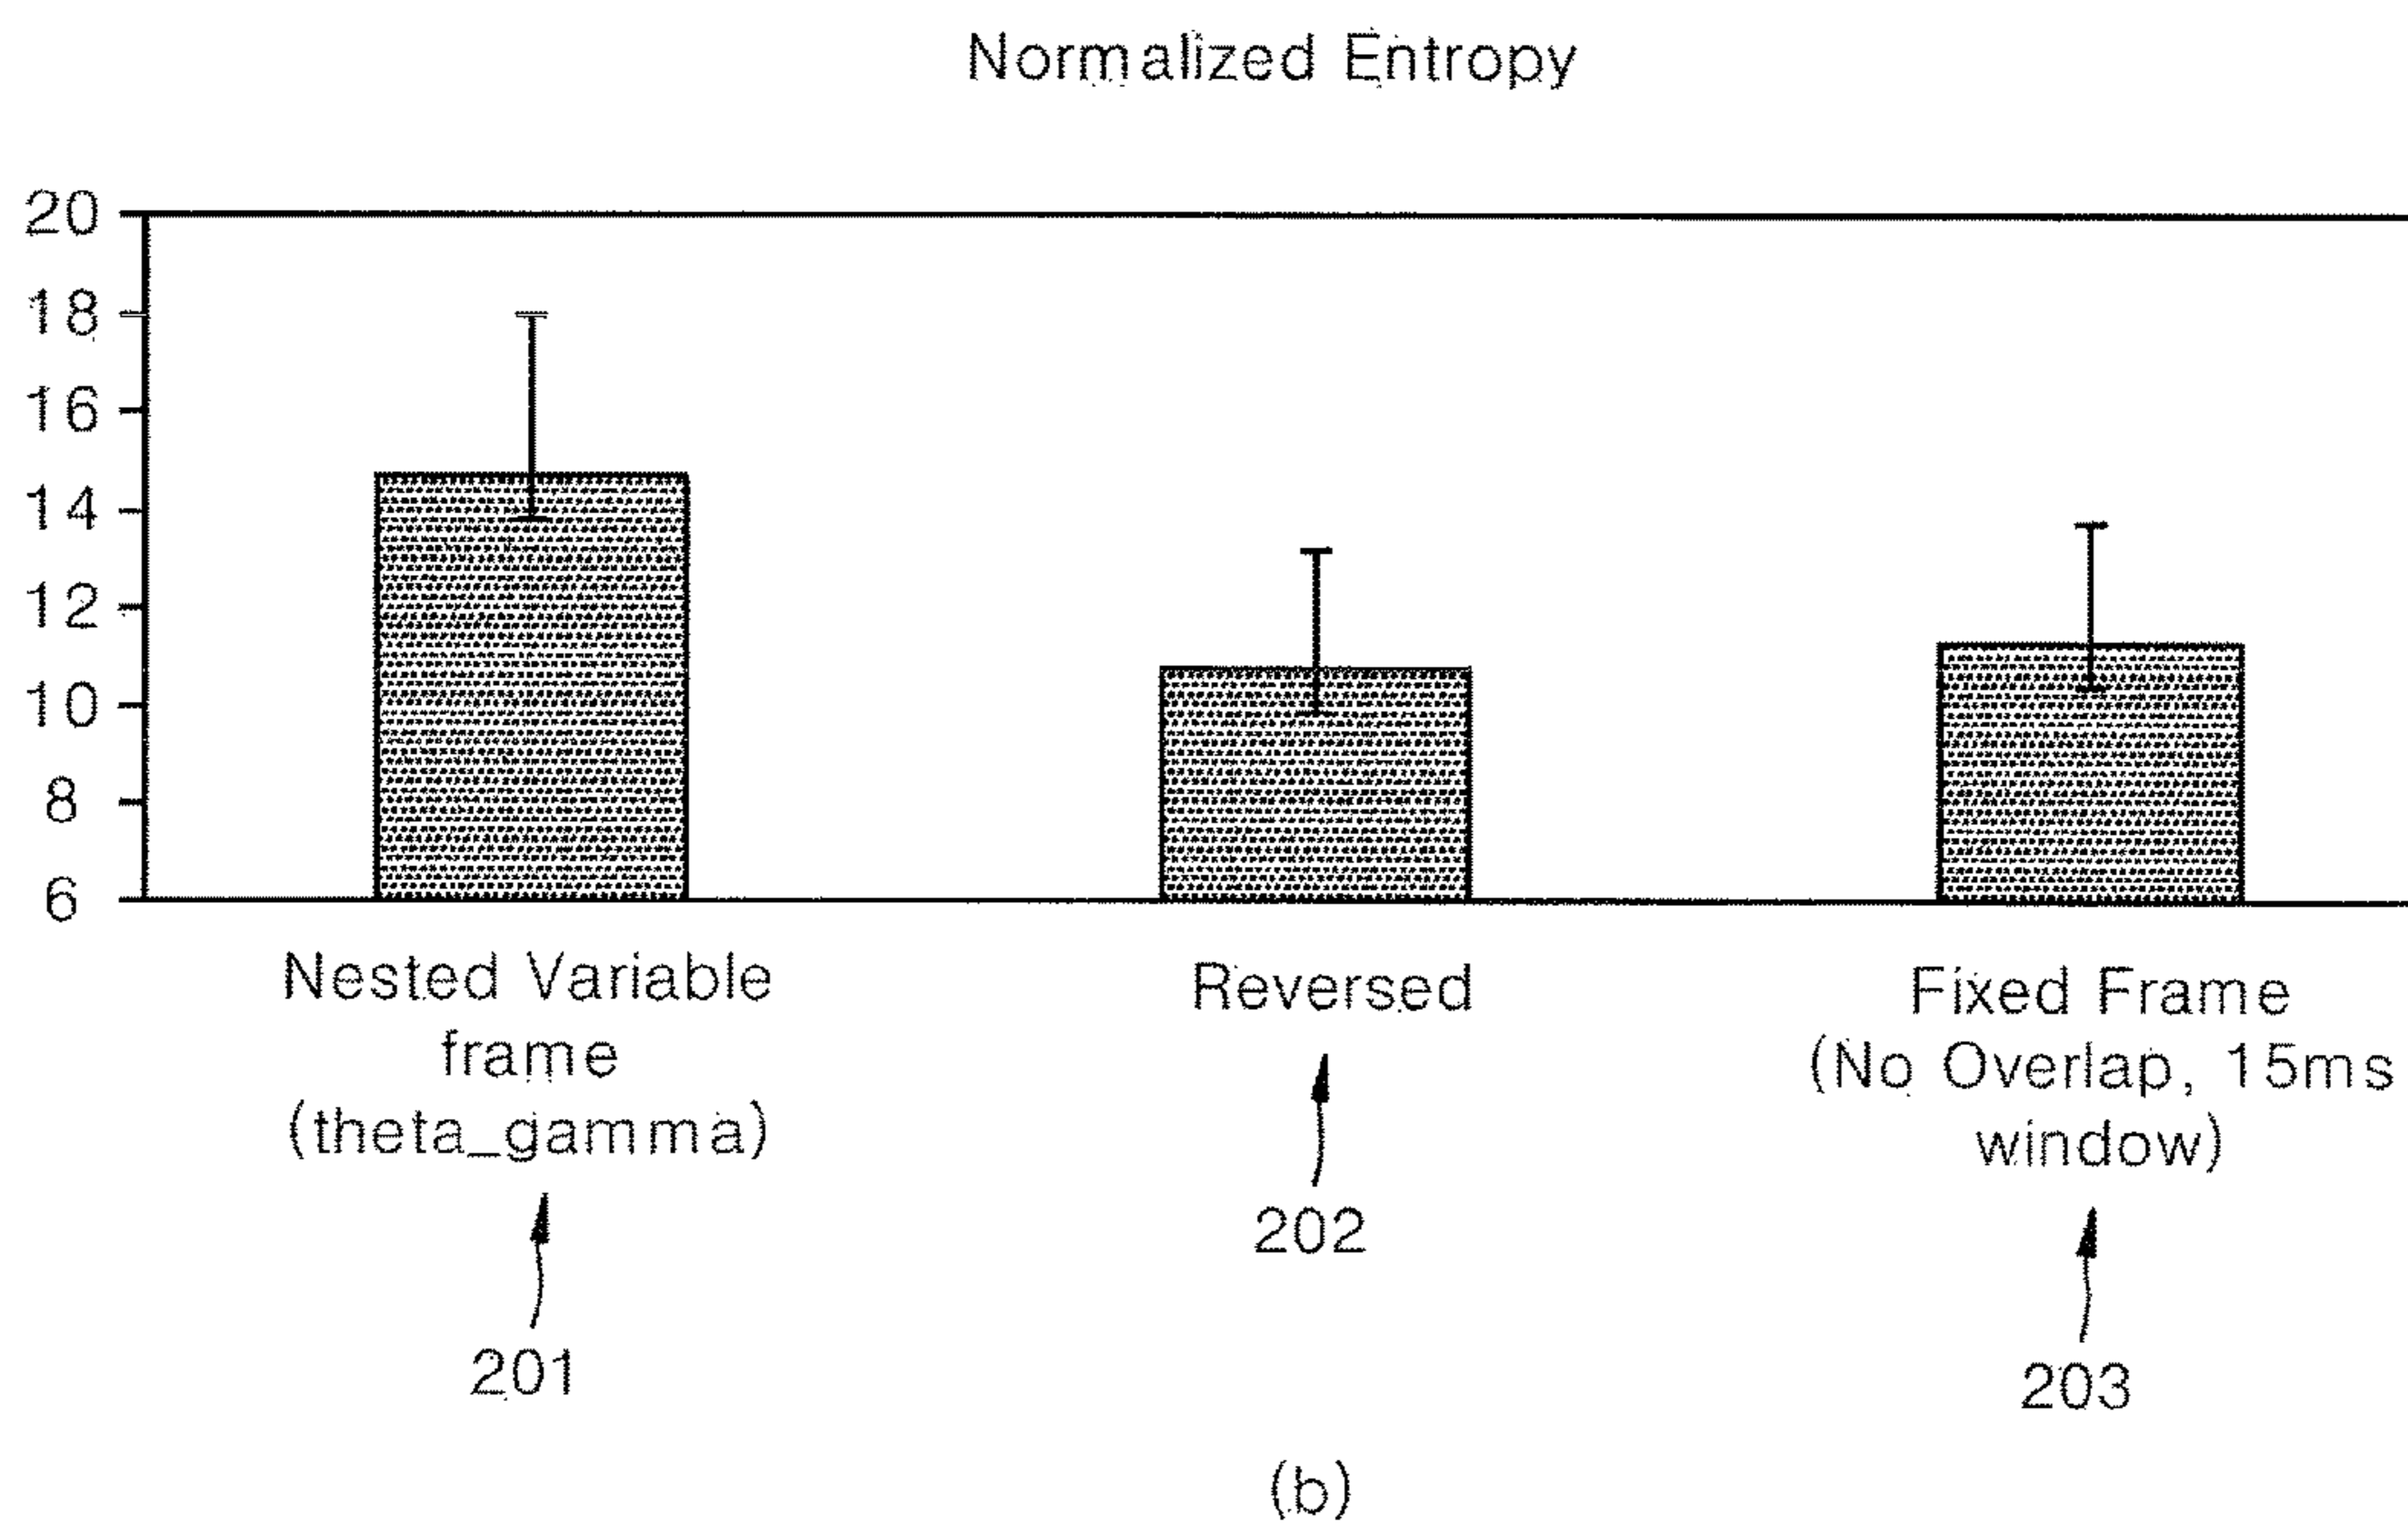 Normalized Entropy
20
18
16
14
12
10
8
6
Nested Variable
frame
(theta_gamma)
Reversed
Fixed Frame
(No Overlap, 15ms
window)
201
202
203
(b)